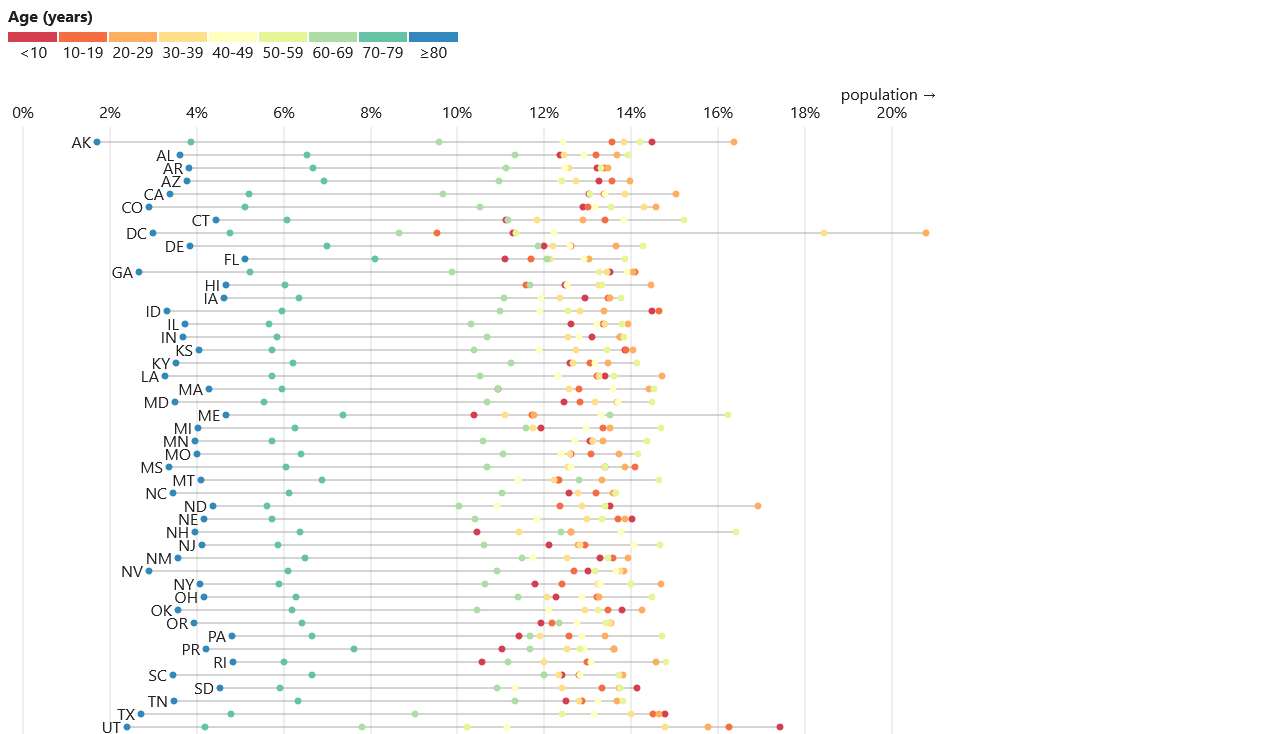 Age (years)
<10 10-19 20-29 30-39 40-49 50-59 60-69 70-79 ≥80
population →
0% 2% 4% 6% 8% 10% 12% 14% 16% 18% 20%
AK
AL
AR
AZ
CA
CO
CT
DC
DE
FL
GA
HI
IA
ID
IL
IN
KS
KY
LA
MA
MD
ME
MI
MN
MO
MS
MT
NC
ND
NE
NH
NJ
NM
NV
NY
OH
OK
OR
PA
PR
RI
SC
SD
TN
TX
UT